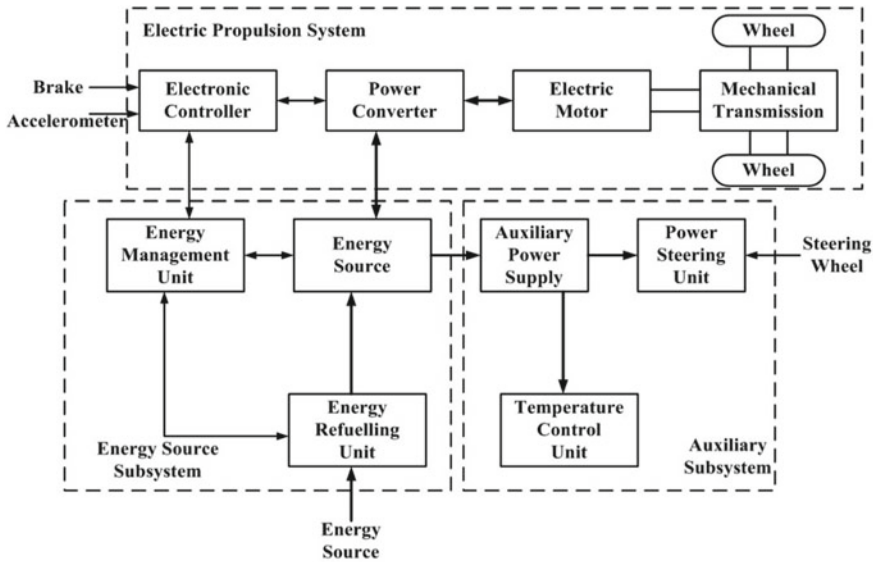 Electric Propulsion System
Wheel
Brake
Accelerometer
Electronic
Controller
Power
Converter
Electric
Motor
Mechanical
Transmission
Wheel
Energy
Management
Unit
Energy
Source
Auxiliary
Power
Supply
Power
Steering
Unit
Steering
Wheel
Energy
Refuelling
Unit
Temperature
Control
Unit
Energy Source
Subsystem
Auxiliary
Subsystem
Energy
Source